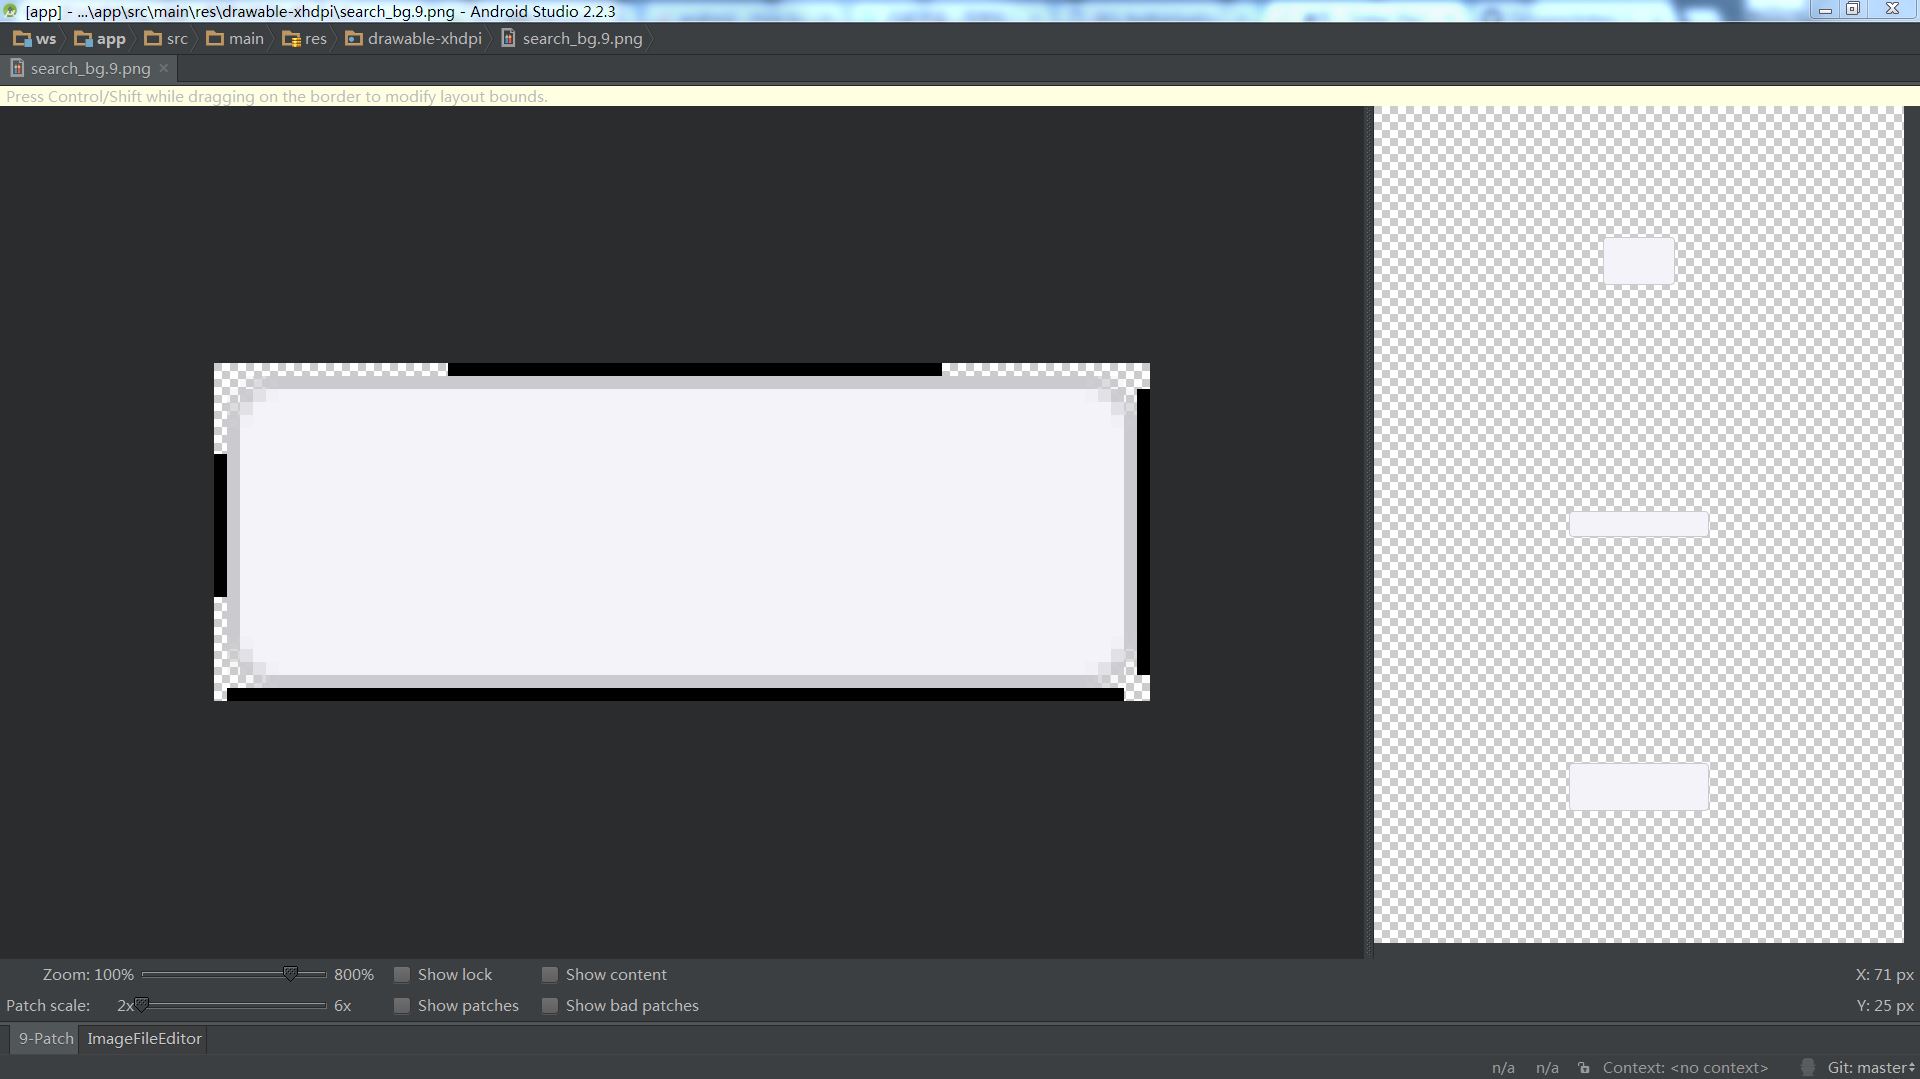 [app] - ...\app\src\main\res\drawable-xhdpi\search_bg.9.png - Android Studio 2.2.3
ws app src main res drawable-xhdpi search_bg.9.png
search_bg.9.png
Press Control/Shift while dragging on the border to modify layout bounds.
Zoom: 100% 800% Show lock Show content X: 71 px
Patch scale: 2x 6x Show patches Show bad patches Y: 25 px
9-Patch ImageFileEditor
n/a n/a Context: <no context> Git: master